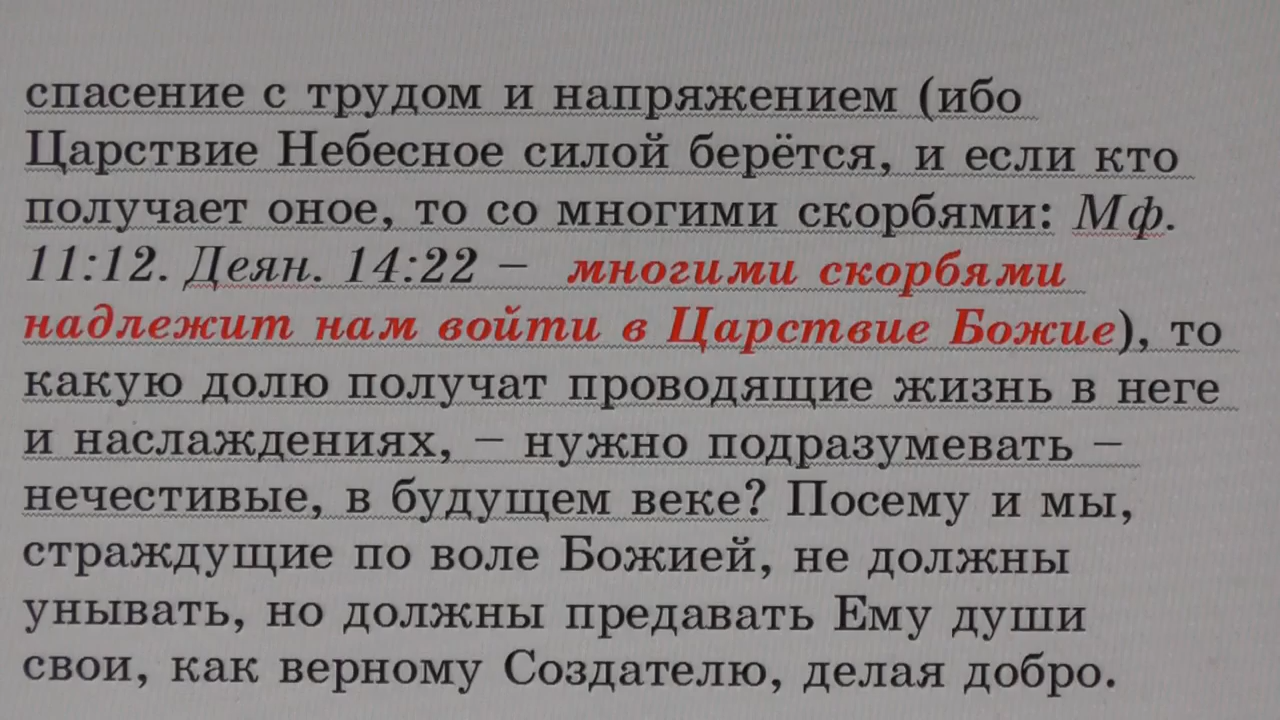 спасение с трудом и напряжением (ибо
Царствие Небесное силой берётся, и если кто
получает оное, то со многими скорбями: Мф.
11:12. Деян. 14:22 – многими скорбями
надлежит нам войти в Царствие Божие), то
какую долю получат проводящие жизнь в неге
и наслаждениях, – нужно подразумевать –
нечестивые, в будущем веке? Посему и мы,
страждущие по воле Божией, не должны
унывать, но должны предавать Ему души
свои, как верному Создателю, делая добро.